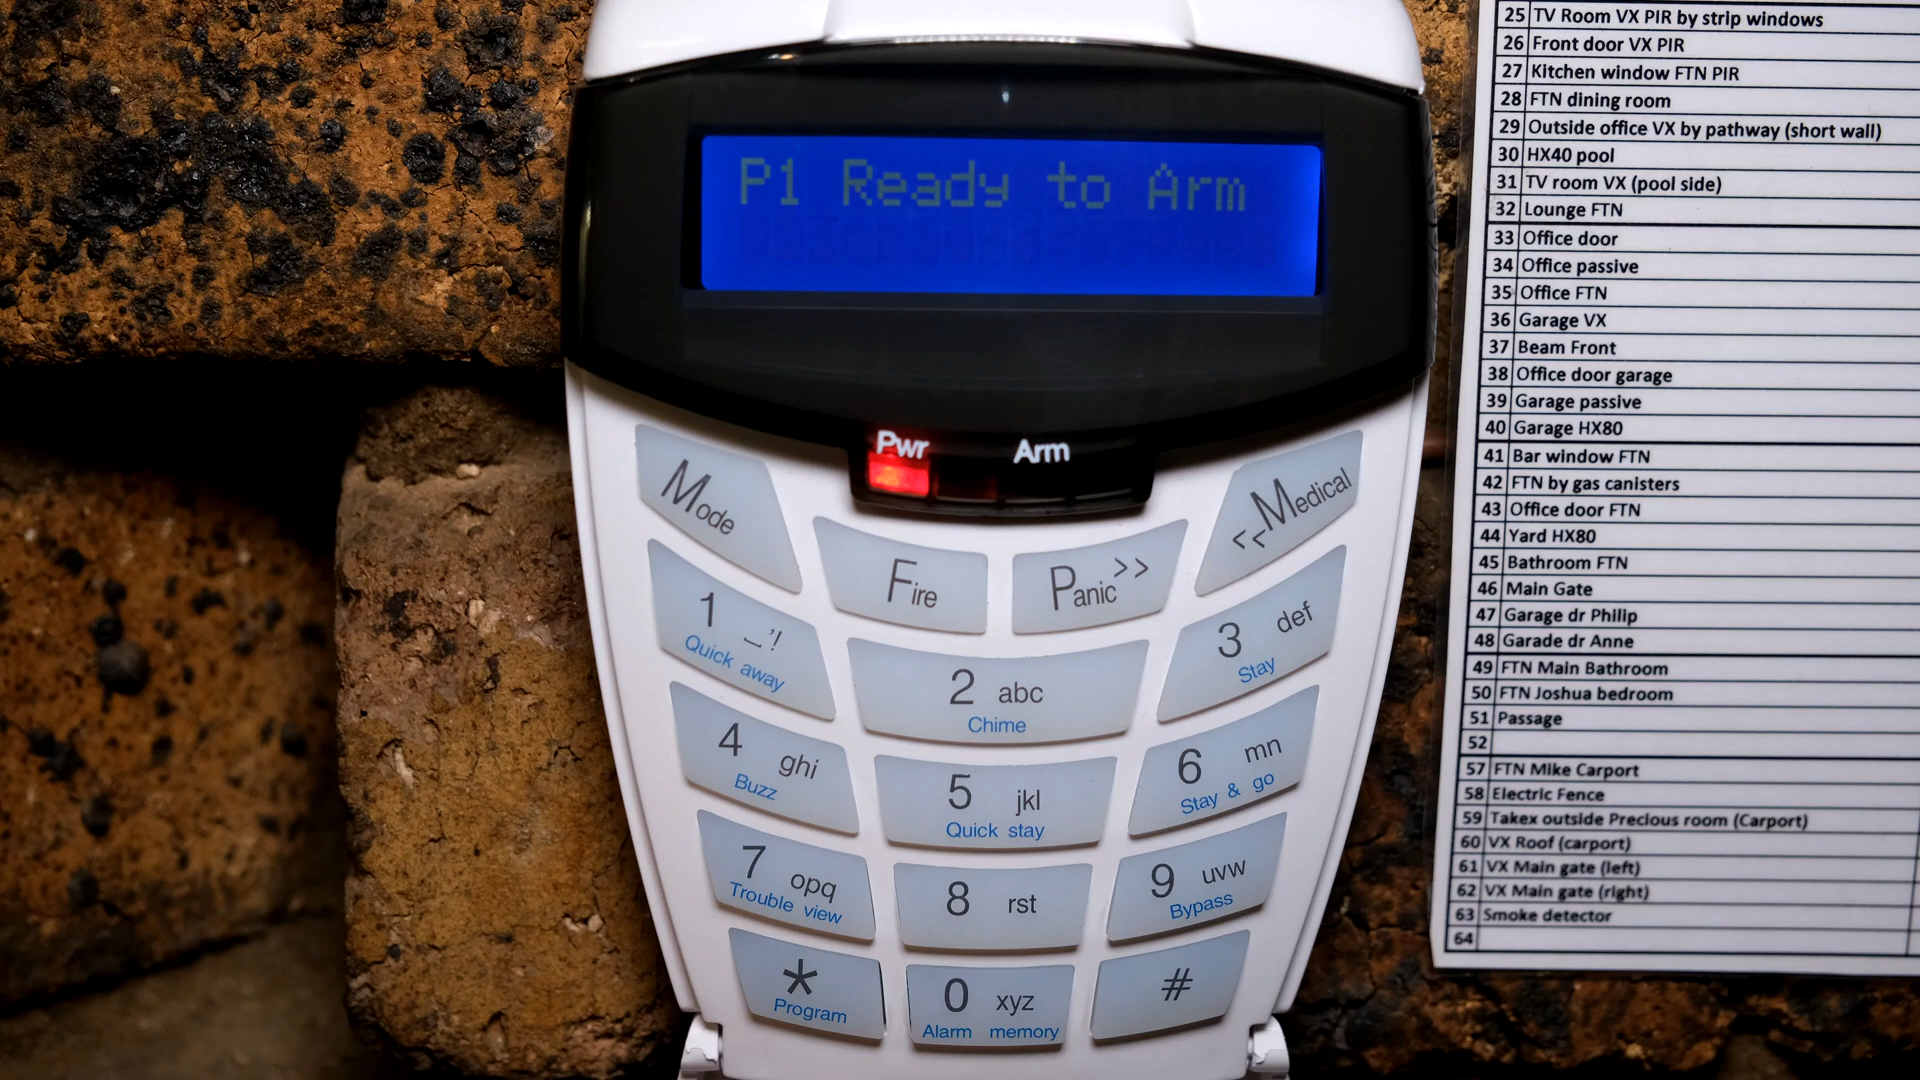 P1 Ready to Arm
Pwr Arm
Mode
Fire
Panic>>
<<Medical
1 _'!
Quick away
2 abc
Chime
3 def
Stay
4 ghi
Buzz
5 jkl
Quick stay
6 mn
Stay & go
7 opq
Trouble view
8 rst
9 uvw
Bypass
*
Program
0 xyz
Alarm memory
#
25 TV Room VX PIR by strip windows
26 Front door VX PIR
27 Kitchen window FTN PIR
28 FTN dining room
29 Outside office VX by pathway (short wall)
30 HX40 pool
31 TV room VX (pool side)
32 Lounge FTN
33 Office door
34 Office passive
35 Office FTN
36 Garage VX
37 Beam Front
38 Office door garage
39 Garage passive
40 Garage HX80
41 Bar window FTN
42 FTN by gas canisters
43 Office door FTN
44 Yard HX80
45 Bathroom FTN
46 Main Gate
47 Garage dr Philip
48 Garade dr Anne
49 FTN Main Bathroom
50 FTN Joshua bedroom
51 Passage
52
57 FTN Mike Carport
58 Electric Fence
59 Takex outside Precious room (Carport)
60 VX Roof (carport)
61 VX Main gate (left)
62 VX Main gate (right)
63 Smoke detector
64